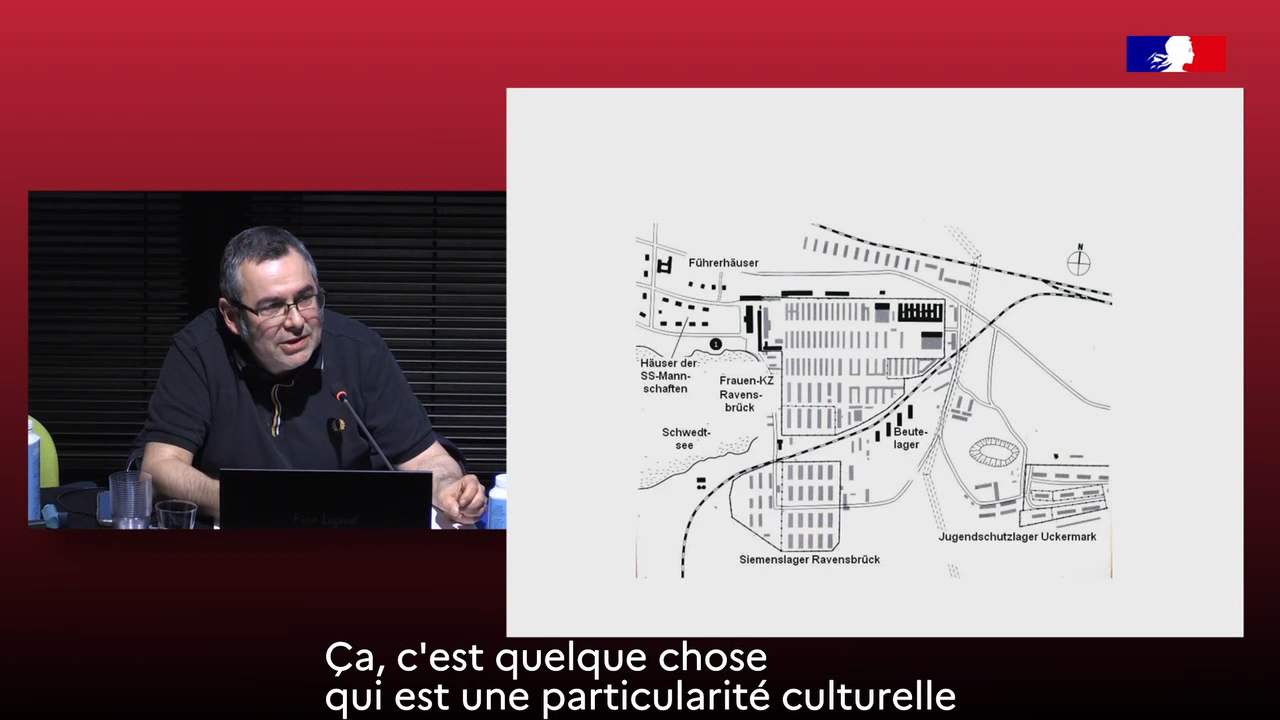 N
Führerhäuser
1
Häuser der
SS-Mann-
schaften
Frauen-KZ
Ravens-
brück
Schwedt-
see
Beute-
lager
Jugendschutzlager Uckermark
Siemenslager Ravensbrück
Ça, c'est quelque chose
qui est une particularité culturelle